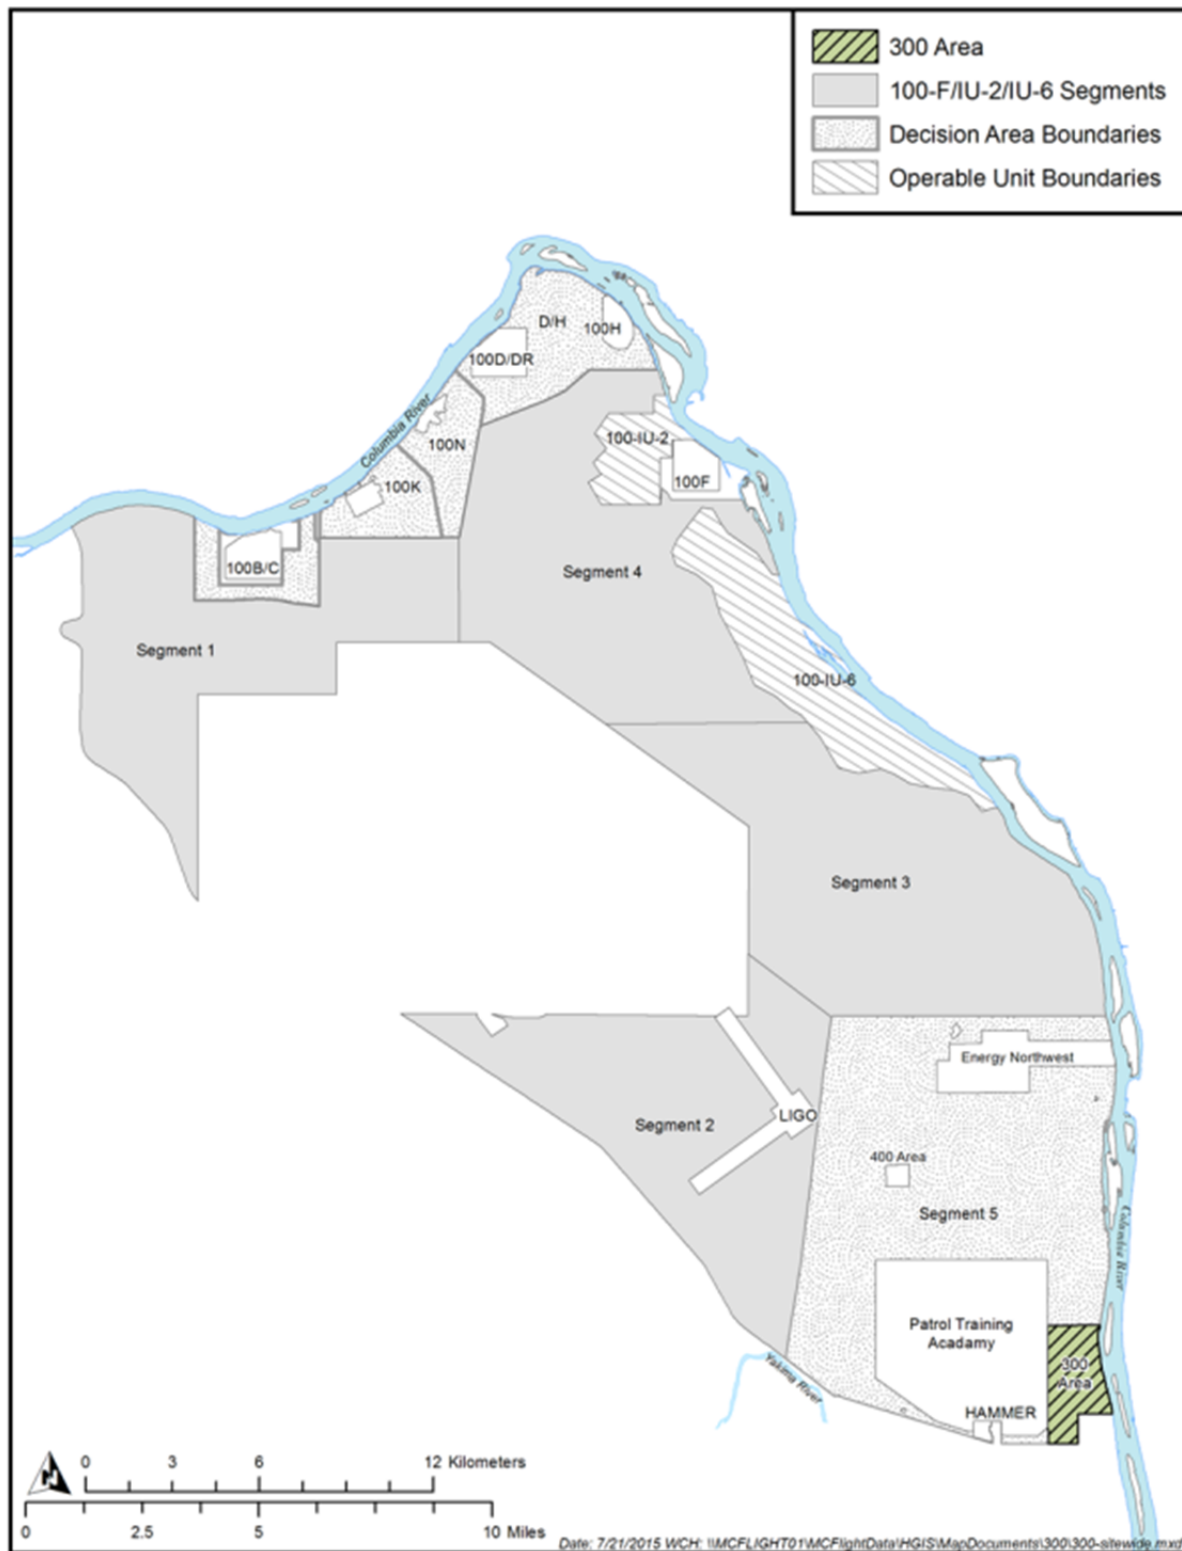 300 Area
100-F/IU-2/IU-6 Segments
Decision Area Boundaries
Operable Unit Boundaries
D/H
100H
100D/DR
Columbia River
100N
100-IU-2
100K
100F
100B/C
Segment 4
Segment 1
100-IU-6
Segment 3
Energy Northwest
LIGO
Segment 2
400 Area
Segment 5
Columbia River
Patrol Training
Acadamy
300
Area
Yakima River
HAMMER
N
0 3 6 12 Kilometers
0 2.5 5 10 Miles
Date: 7/21/2015 WCH: \\MCFLIGHT01\MCFlightData\HGIS\MapDocuments\300\300-sitewide.mxd